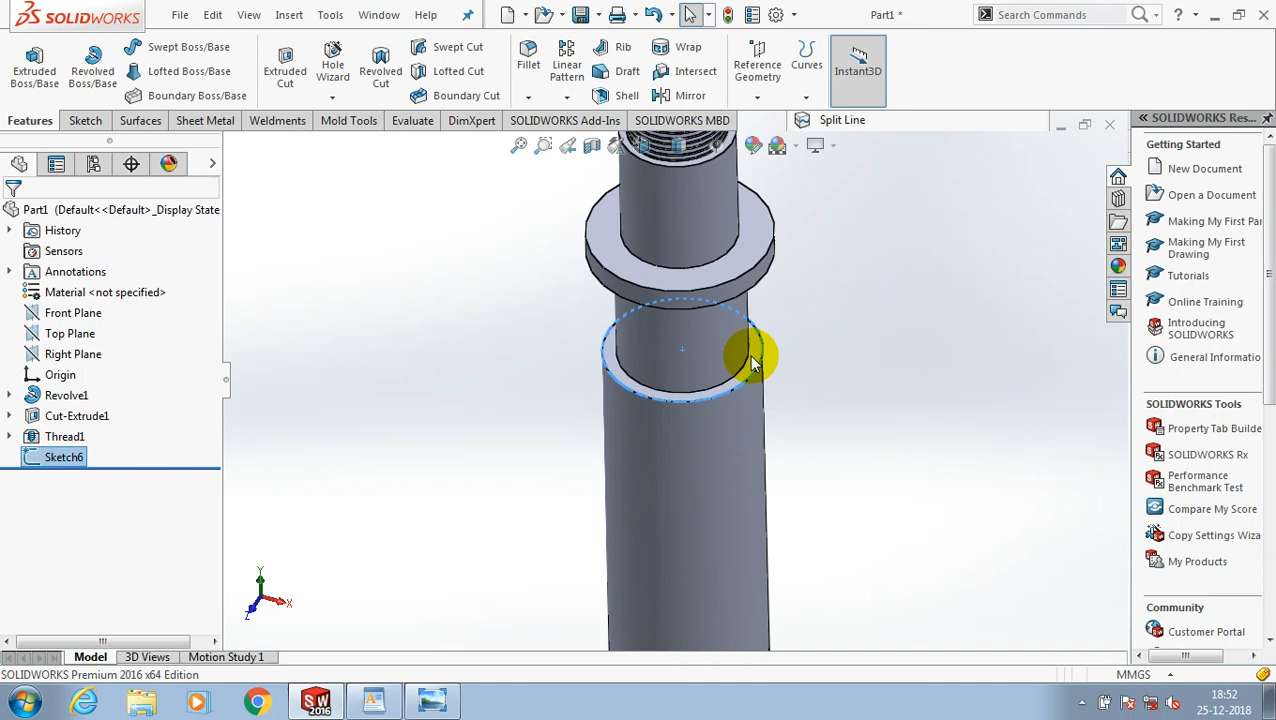 SOLIDWORKS
File Edit View Insert Tools Window Help
Part1 *
Search Commands
Extruded Boss/Base
Revolved Boss/Base
Swept Boss/Base
Lofted Boss/Base
Boundary Boss/Base
Extruded Cut
Hole Wizard
Revolved Cut
Swept Cut
Lofted Cut
Boundary Cut
Fillet
Linear Pattern
Rib
Draft
Shell
Wrap
Intersect
Mirror
Reference Geometry
Curves
Instant3D
Features Sketch Surfaces Sheet Metal Weldments Mold Tools Evaluate DimXpert SOLIDWORKS Add-Ins SOLIDWORKS MBD
Split Line
Part1 (Default<<Default>_Display State
History
Sensors
Annotations
Material <not specified>
Front Plane
Top Plane
Right Plane
Origin
Revolve1
Cut-Extrude1
Thread1
Sketch6
Y
X
Z
SOLIDWORKS Res...
Getting Started
New Document
Open a Document
Making My First Par
Making My First Drawing
Tutorials
Online Training
Introducing SOLIDWORKS
General Informatio
SOLIDWORKS Tools
Property Tab Builde
SOLIDWORKS Rx
Performance Benchmark Test
Compare My Score
Copy Settings Wiza
My Products
Community
Customer Portal
Model 3D Views Motion Study 1
SOLIDWORKS Premium 2016 x64 Edition
MMGS
SW 2016
18:52
25-12-2018